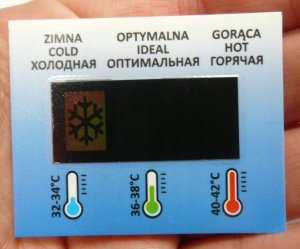 ZIMNA
COLD
ХОЛОДНАЯ
OPTYMALNA
IDEAL
ОПТИМАЛЬНАЯ
GORĄCA
HOT
ГОРЯЧАЯ
32-34°C
36-38°C
40-42°C